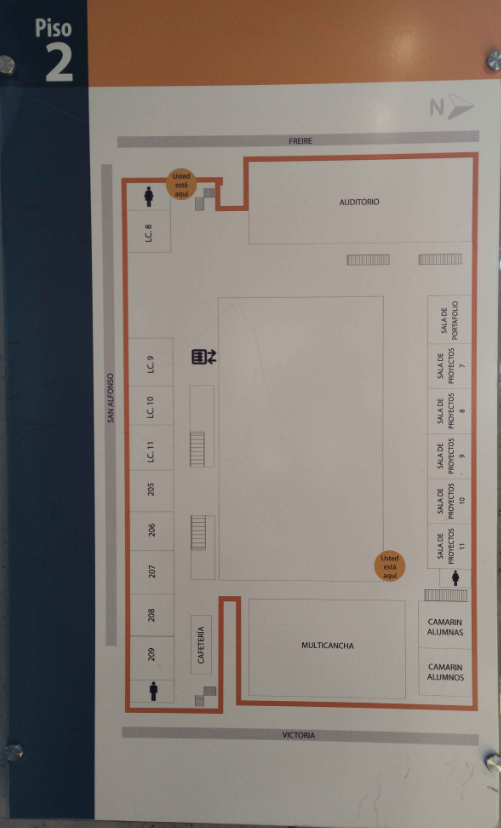 Piso
2
N
FREIRE
Usted
está
aquí
AUDITORIO
L.C. 8
SAN ALFONSO
L.C. 9
L.C. 10
L.C. 11
205
206
207
208
209
CAFETERÍA
SALA DE
PORTAFOLIO
SALA DE
PROYECTOS
7
SALA DE
PROYECTOS
8
SALA DE
PROYECTOS
9
SALA DE
PROYECTOS
10
SALA DE
PROYECTOS
11
Usted
está
aquí
MULTICANCHA
CAMARIN
ALUMNAS
CAMARIN
ALUMNOS
VICTORIA